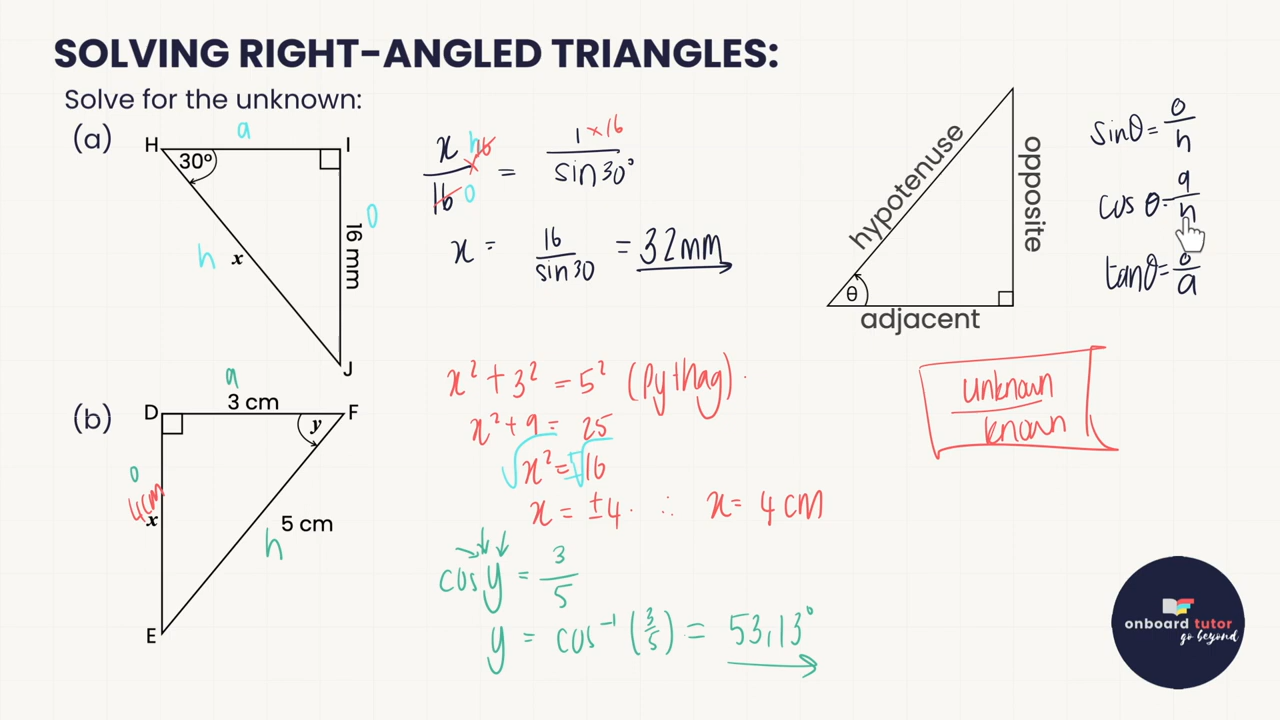 SOLVING RIGHT-ANGLED TRIANGLES:
Solve for the unknown:
(a)
H
a
I
30°
h
x
16 mm
o
J
x/16 h/o ×16 = 1×16/sin30°
x = 16/sin30 = 32mm
hypotenuse
opposite
θ
adjacent
sinθ = o/h
cosθ = a/h
tanθ = o/a
(b)
a
D
3 cm
F
y
o
4cm
x
5 cm
h
E
x² + 3² = 5² (Pythag)
x² + 9 = 25
√x² = ±√16
x = ±4. ∴ x = 4cm
cos y = 3/5
y = cos⁻¹(3/5) = 53,13°
unknown
known
onboard tutor
go beyond